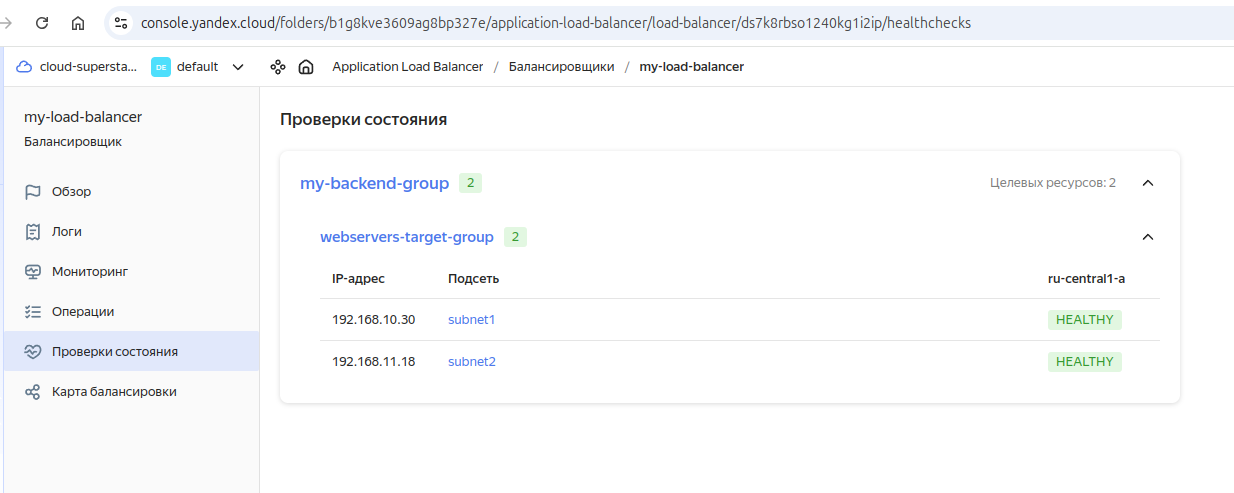 console.yandex.cloud/folders/b1g8kve3609ag8bp327e/application-load-balancer/load-balancer/ds7k8rbso1240kg1i2ip/healthchecks
cloud-supersta... DE default Application Load Balancer / Балансировщики / my-load-balancer
my-load-balancer
Балансировщик
Обзор
Логи
Мониторинг
Операции
Проверки состояния
Карта балансировки
Проверки состояния
my-backend-group 2 Целевых ресурсов: 2
webservers-target-group 2
IP-адрес Подсеть ru-central1-a
192.168.10.30 subnet1 HEALTHY
192.168.11.18 subnet2 HEALTHY